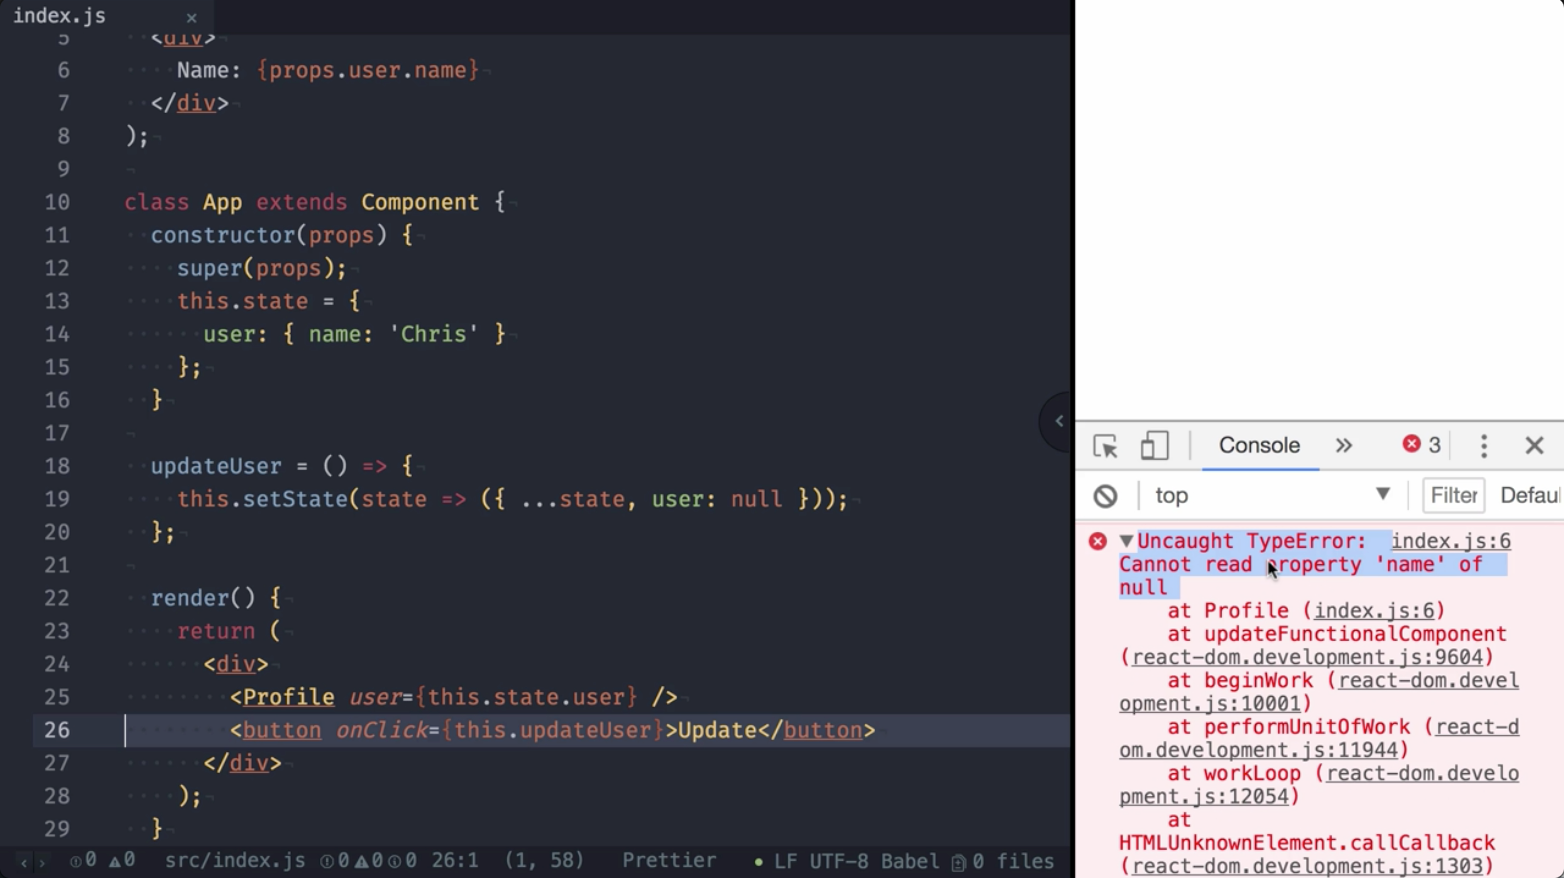 index.js ×
5 <div>
6 Name: {props.user.name}
7 </div>
8 );
9
10 class App extends Component {
11 constructor(props) {
12 super(props);
13 this.state = {
14 user: { name: 'Chris' }
15 };
16 }
17
18 updateUser = () => {
19 this.setState(state => ({ ...state, user: null }));
20 };
21
22 render() {
23 return (
24 <div>
25 <Profile user={this.state.user} />
26 <button onClick={this.updateUser}>Update</button>
27 </div>
28 );
29 }
0 0 src/index.js 0 0 0 26:1 (1, 58) Prettier LF UTF-8 Babel 0 files
Console » 3
top Filter Defau
Uncaught TypeError: index.js:6
Cannot read property 'name' of
null
at Profile (index.js:6)
at updateFunctionalComponent
(react-dom.development.js:9604)
at beginWork (react-dom.devel
opment.js:10001)
at performUnitOfWork (react-d
om.development.js:11944)
at workLoop (react-dom.develo
pment.js:12054)
at
HTMLUnknownElement.callCallback
(react-dom.development.js:1303)